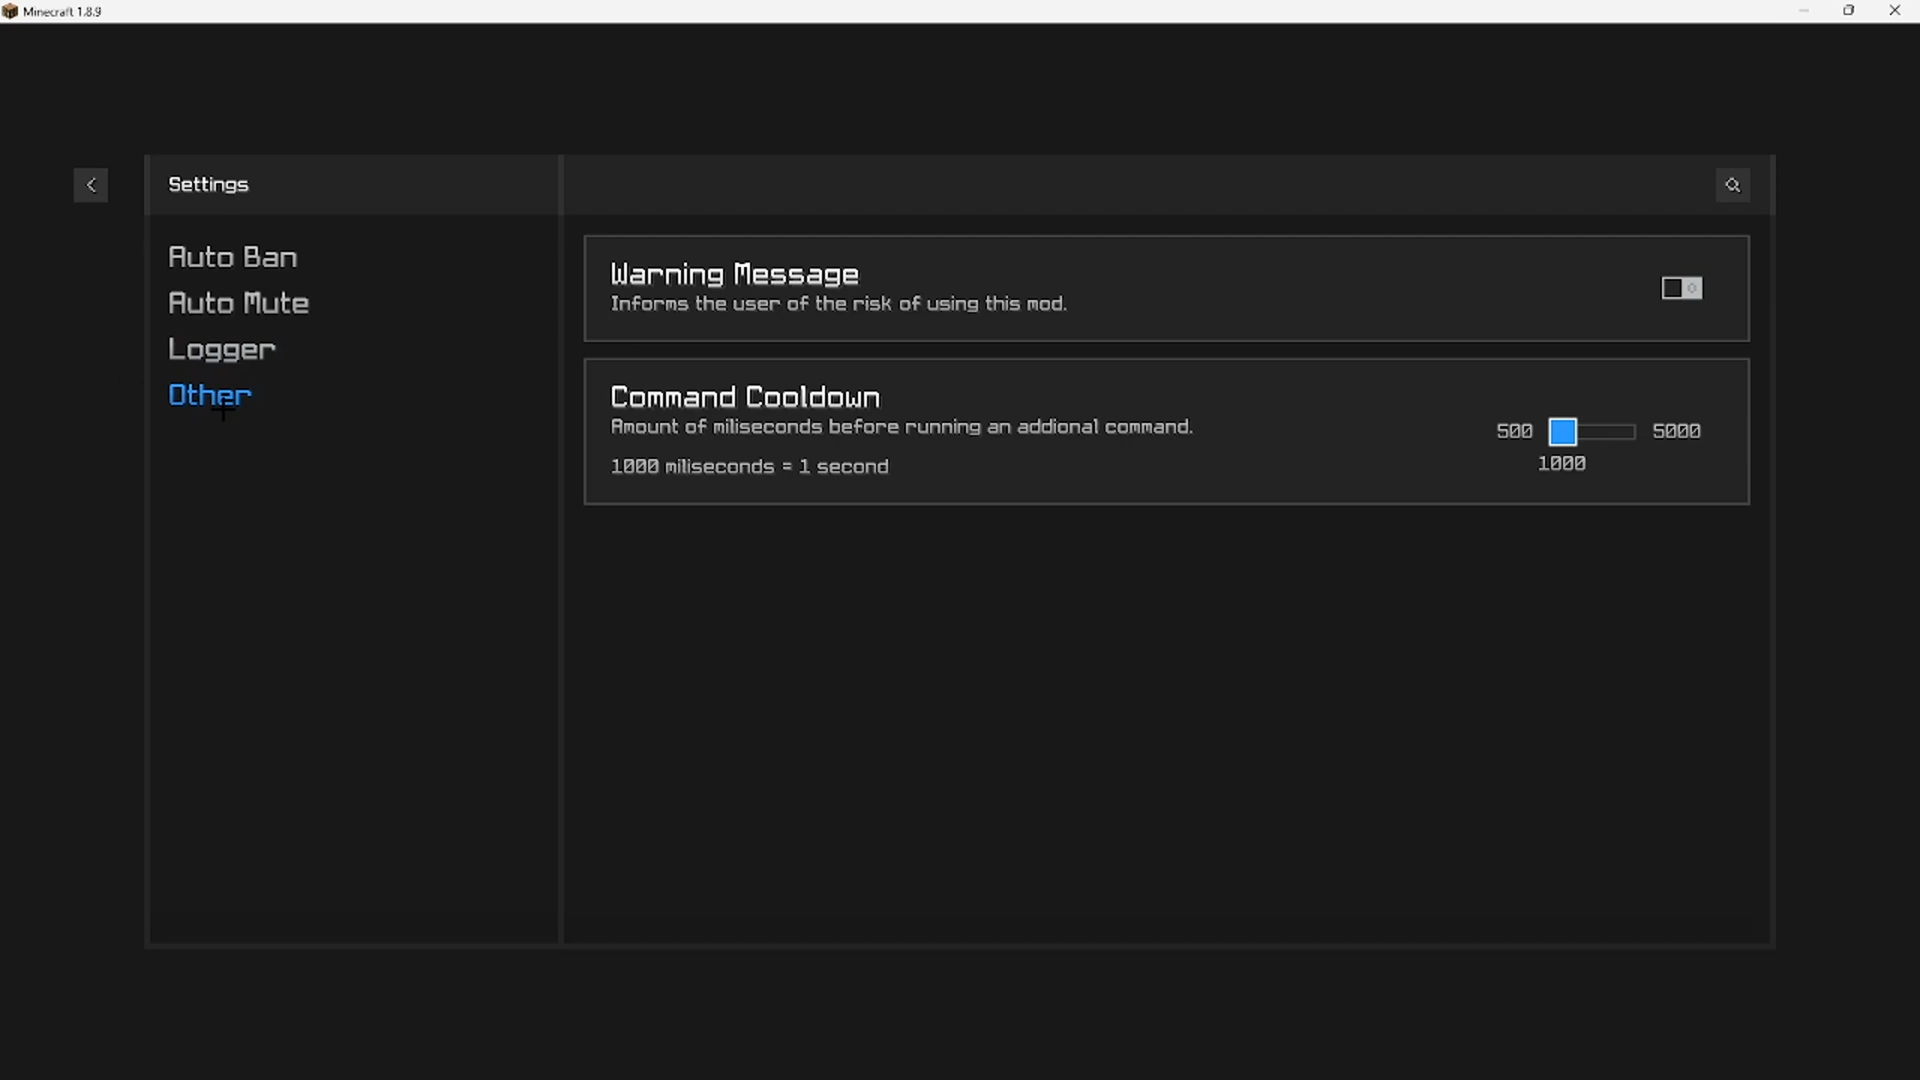 Minecraft 1.8.9
Settings
Auto Ban
Auto Mute
Logger
Other
Warning Message
Informs the user of the risk of using this mod.
Command Cooldown
Amount of miliseconds before running an addional command.
1000 miliseconds = 1 second
500
5000
1000